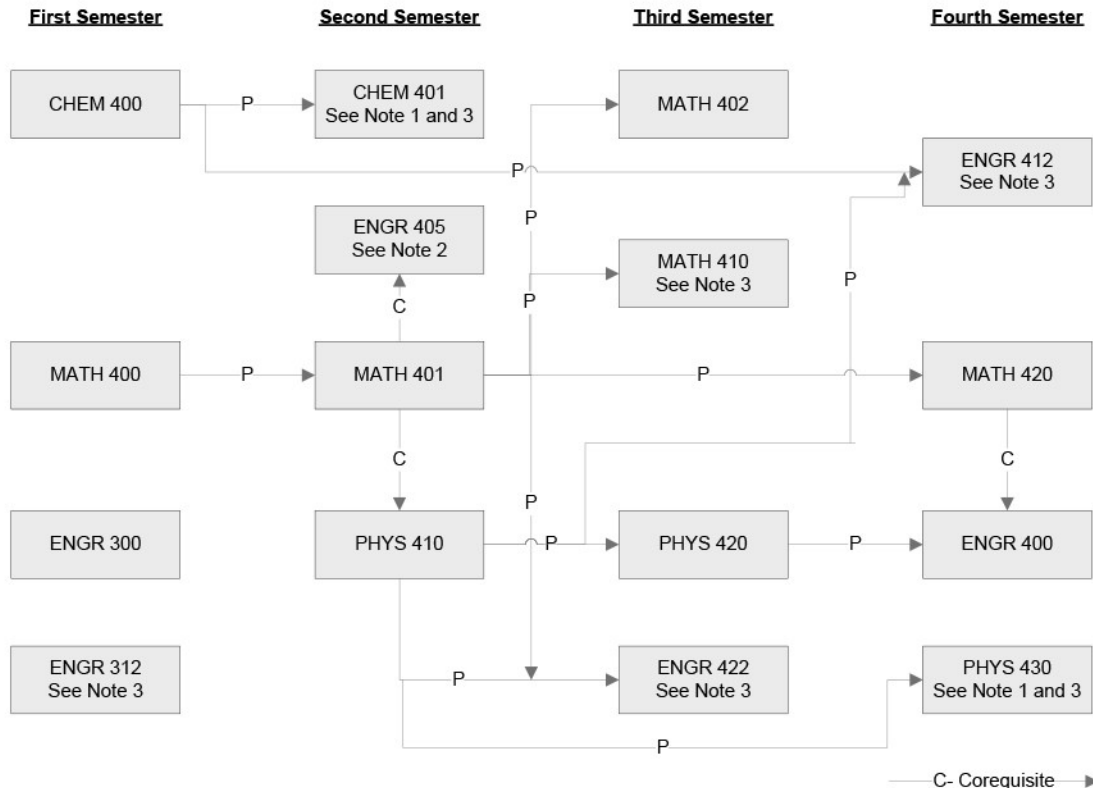 First Semester
Second Semester
Third Semester
Fourth Semester
CHEM 400
P
CHEM 401
See Note 1 and 3
MATH 402
P
ENGR 412
See Note 3
P
ENGR 405
See Note 2
MATH 410
See Note 3
P
P
C
MATH 400
P
MATH 401
P
MATH 420
C
P
C
ENGR 300
PHYS 410
P
PHYS 420
P
ENGR 400
ENGR 312
See Note 3
P
ENGR 422
See Note 3
PHYS 430
See Note 1 and 3
P
C- Corequisite